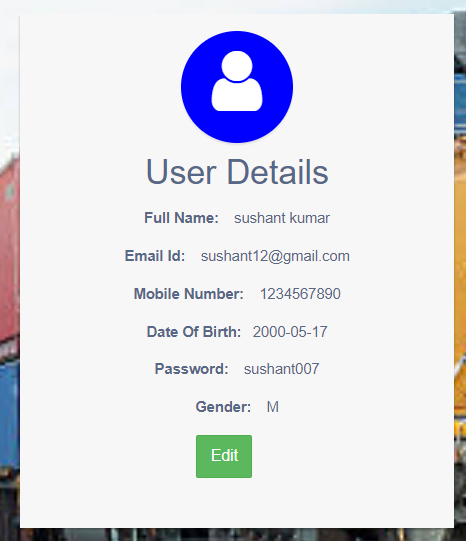 User Details
Full Name: sushant kumar
Email Id: sushant12@gmail.com
Mobile Number: 1234567890
Date Of Birth: 2000-05-17
Password: sushant007
Gender: M
Edit